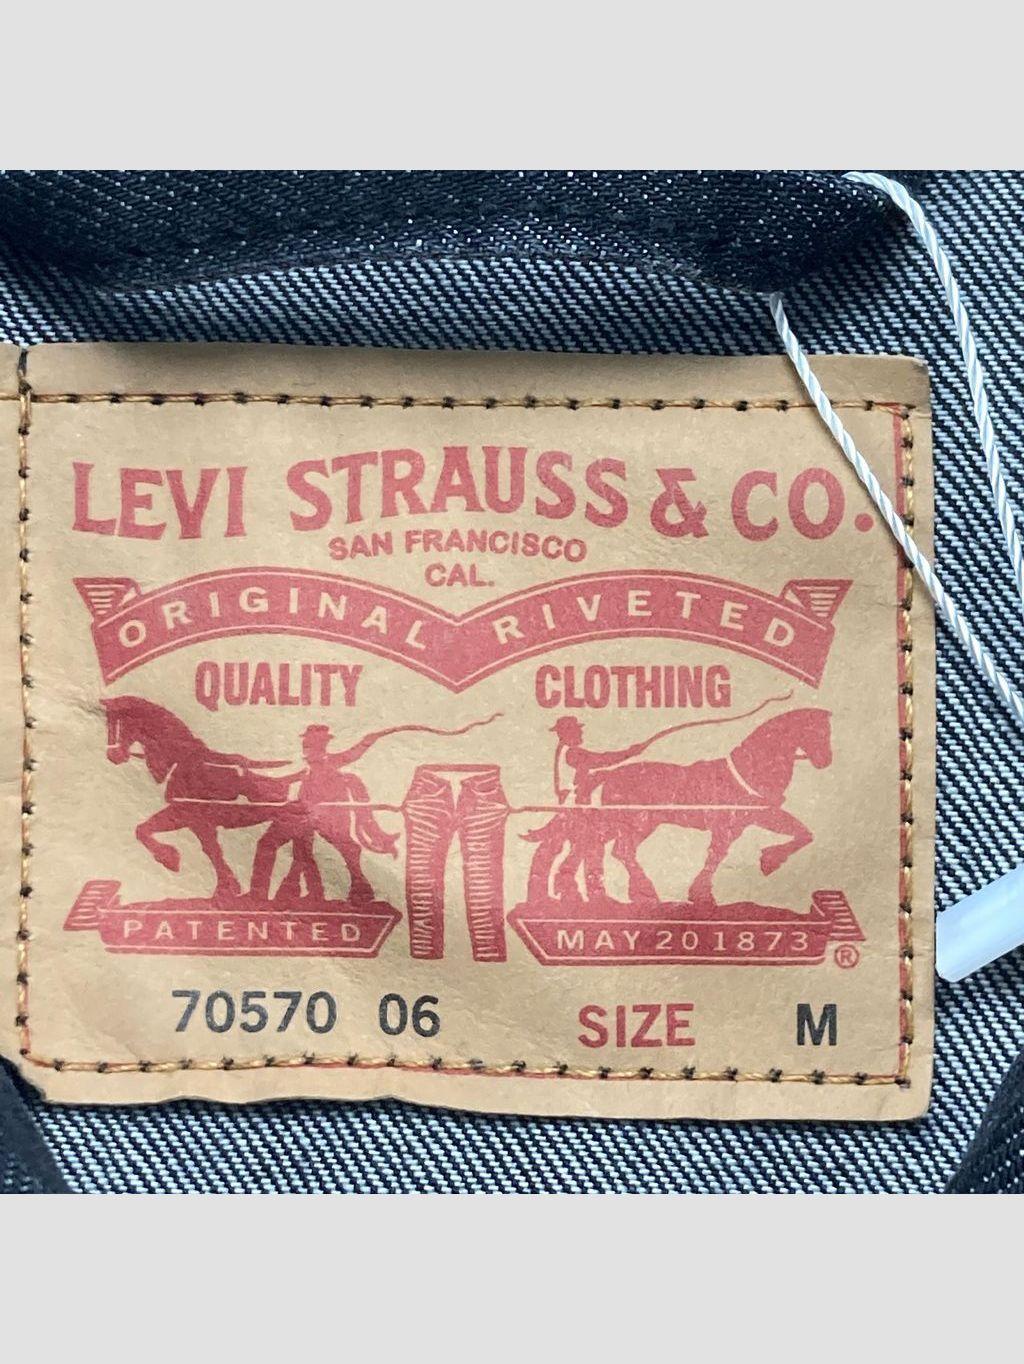 LEVI STRAUSS & CO.
SAN FRANCISCO
CAL.
ORIGINAL RIVETED
QUALITY CLOTHING
PATENTED MAY 20 1873 ®
70570 06 SIZE M